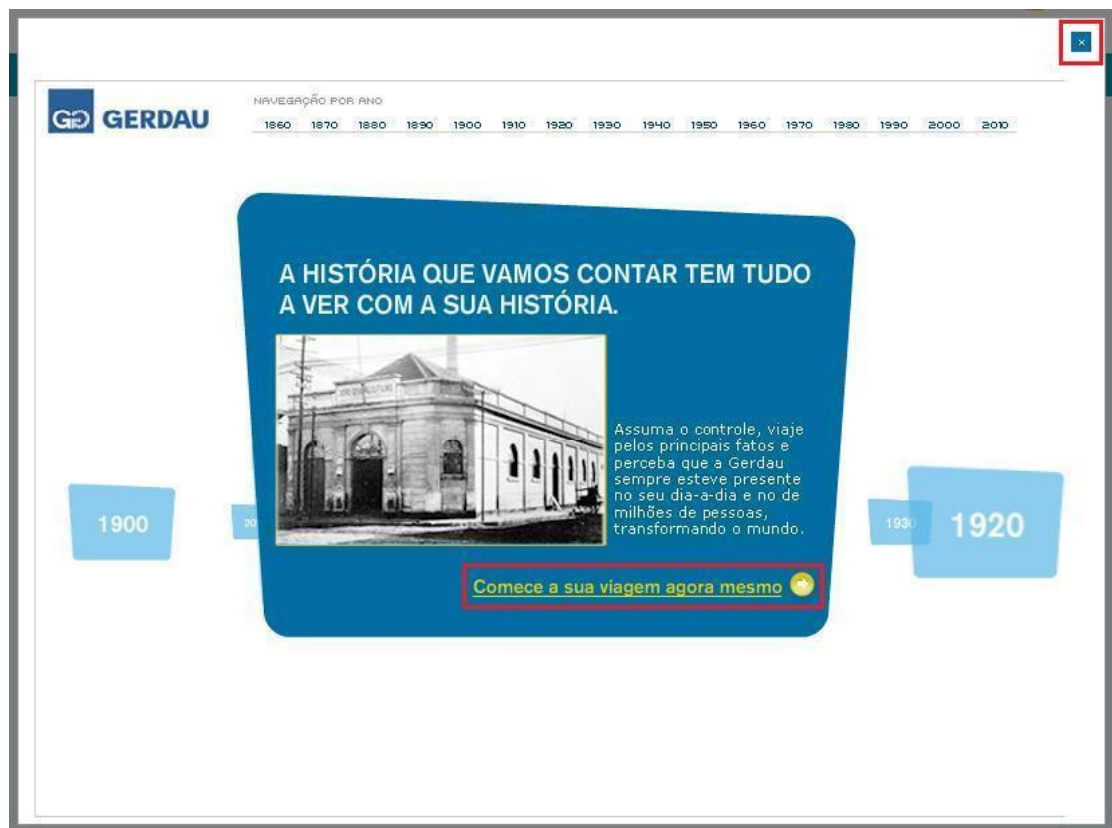 ×
GERDAU
NAVEGAÇÃO POR ANO
1860 1870 1880 1890 1900 1910 1920 1930 1940 1950 1960 1970 1980 1990 2000 2010
A HISTÓRIA QUE VAMOS CONTAR TEM TUDO
A VER COM A SUA HISTÓRIA.
Assuma o controle, viaje
pelos principais fatos e
perceba que a Gerdau
sempre esteve presente
no seu dia-a-dia e no de
milhões de pessoas,
transformando o mundo.
1900
20
1930
1920
Comece a sua viagem agora mesmo